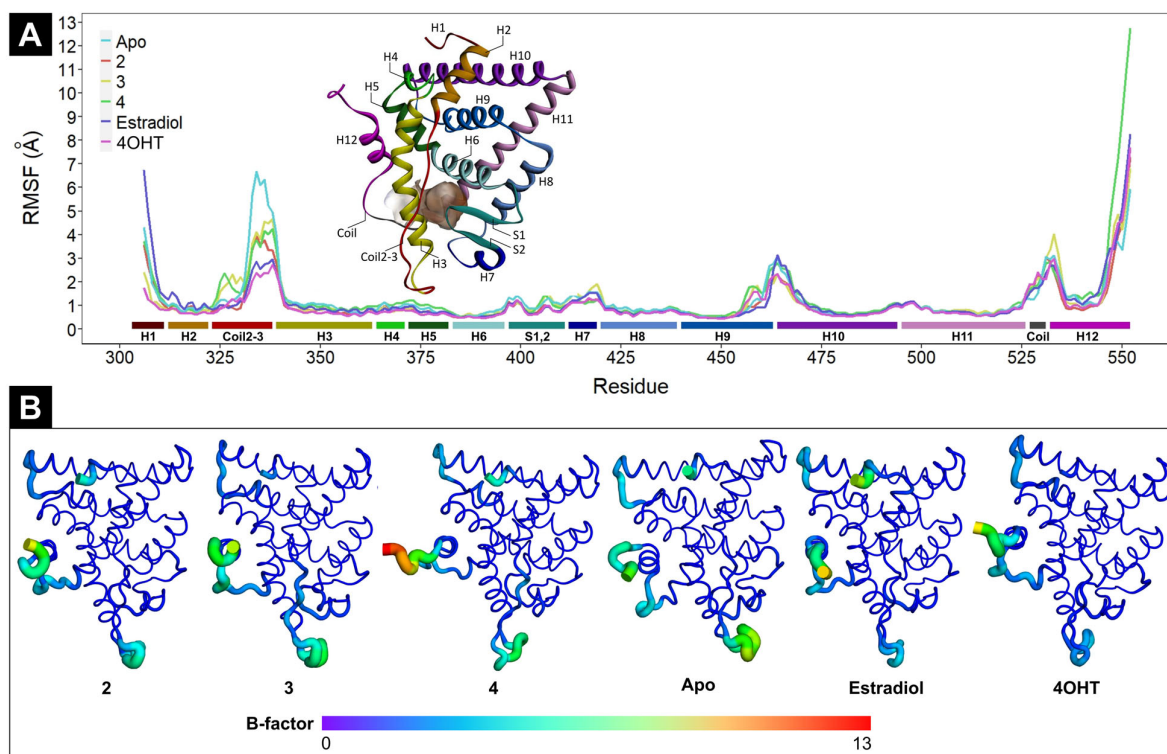 A
RMSF (Å)
13
12
11
10
9
8
7
6
5
4
3
2
1
0
Apo
2
3
4
Estradiol
4OHT
H1
H2
H4
H10
H5
H9
H11
H12
H6
H8
Coil
S1
Coil2-3
S2
H3
H7
H1 H2 Coil2-3 H3 H4 H5 H6 S1,2 H7 H8 H9 H10 H11 Coil H12
300 325 350 375 400 425 450 475 500 525 550
Residue
B
2 3 4 Apo Estradiol 4OHT
B-factor
0 13